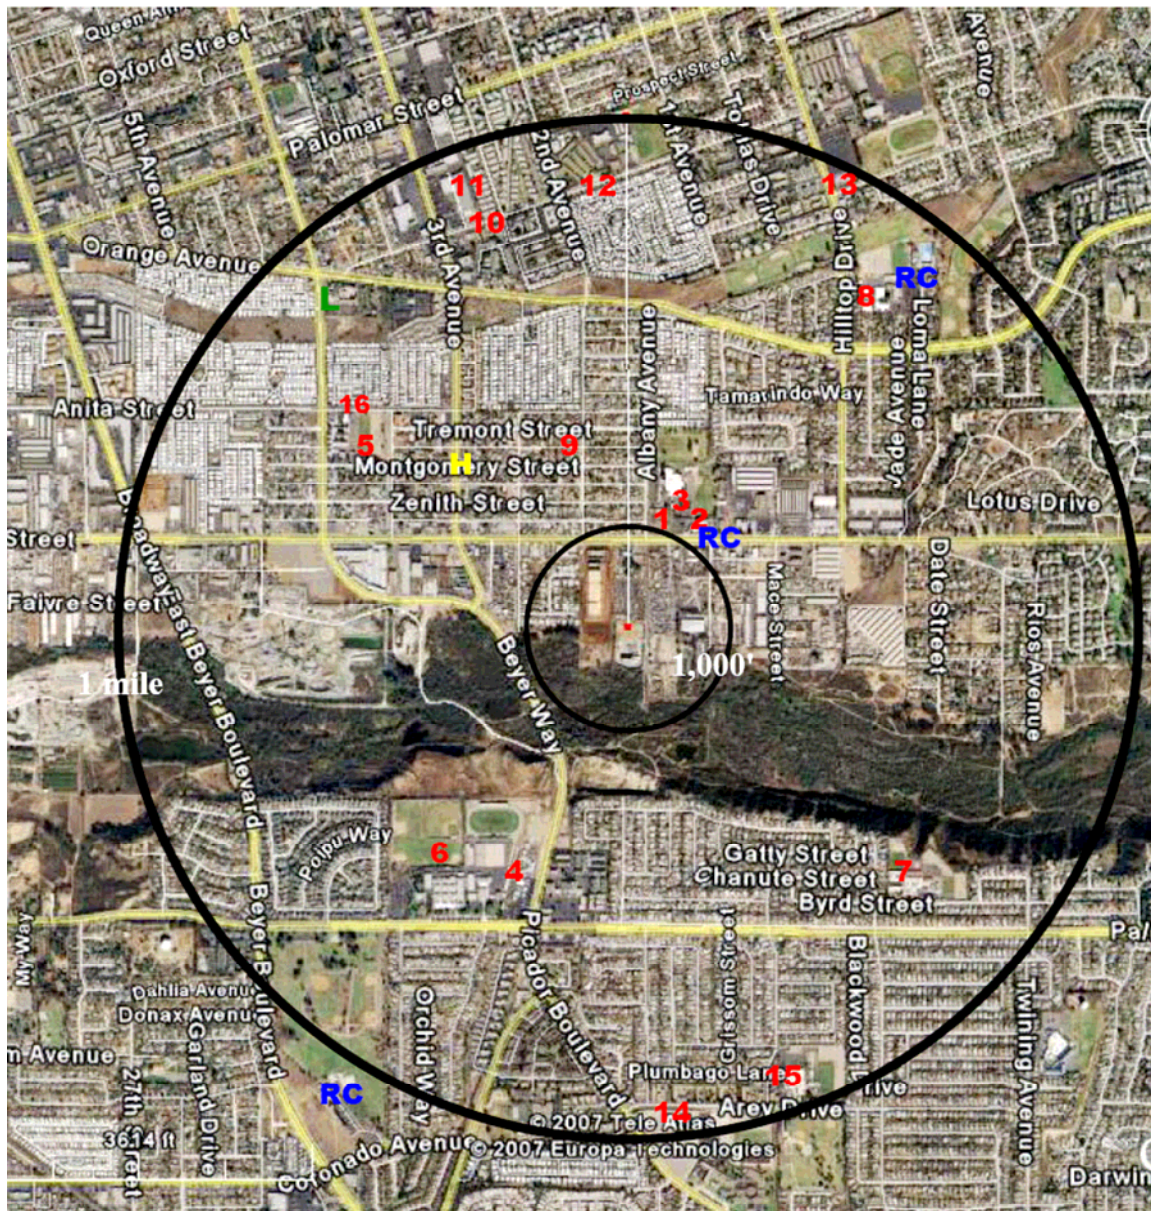 Queen An
Oxford Street
Palomar Street
5th Avenue
Prospect Street
1st Avenue
Tobias Drive
Avenue
2nd Avenue
11
12
13
10
3rd Avenue
Orange Avenue
Hilltop Drive
L
RC
8
Loma Lane
Jade Avenue
Albany Avenue
Tamarindo Way
Anita Street
16
Tremont Street
5
9
Montgomery Street
H
Zenith Street
Lotus Drive
3
1
2
RC
Street
Broadway
Faivre Street
East Beyer Boulevard
Mace Street
Date Street
Rios Avenue
Beyer Way
1,000'
1 mile
Poipu Way
6
4
Gatty Street
Chanute Street
7
Byrd Street
My Way
Beyer Boulevard
Picador Boulevard
Grissom Street
Blackwood Drive
Twining Avenue
Pal
Dahlia Avenue
Donax Avenue
Garland Drive
Orchid Way
m Avenue
27th Street
RC
Plumbago Lane
15
14
Arey Drive
© 2007 Tele Atlas
3614 ft
Coronado Avenue
© 2007 Europa Technologies
Darwin